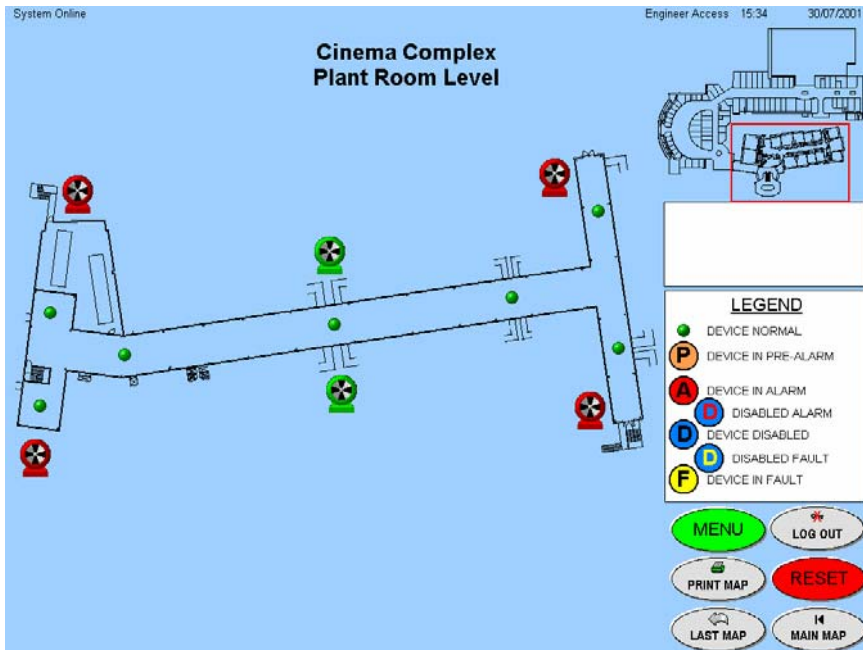 System Online
Engineer Access 15:34 30/07/2001
Cinema Complex
Plant Room Level
LEGEND
DEVICE NORMAL
P DEVICE IN PRE-ALARM
A DEVICE IN ALARM
D DISABLED ALARM
D DEVICE DISABLED
D DISABLED FAULT
F DEVICE IN FAULT
MENU
LOG OUT
PRINT MAP
RESET
LAST MAP
MAIN MAP